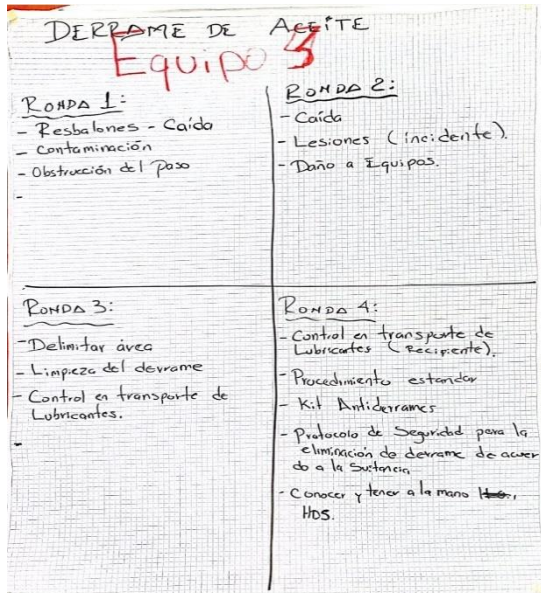 DERRAME DE ACEITE
Equipo 3
RONDA 1:
- Resbalones - Caída
- Contaminación
- Obstrucción del paso
-
RONDA 2:
- Caída
- Lesiones (incidente).
- Daño a Equipos.
RONDA 3:
- Delimitar área
- Limpieza del derrame
- Control en transporte de
Lubricantes.
-
RONDA 4:
- Control en transporte de
Lubricantes (Recipiente).
- Procedimiento estandar
- Kit Antiderrames
- Protocolo de Seguridad para la
eliminación de derrame de acuer
do a la Sustancia
- Conocer y tener a la mano
HDS.